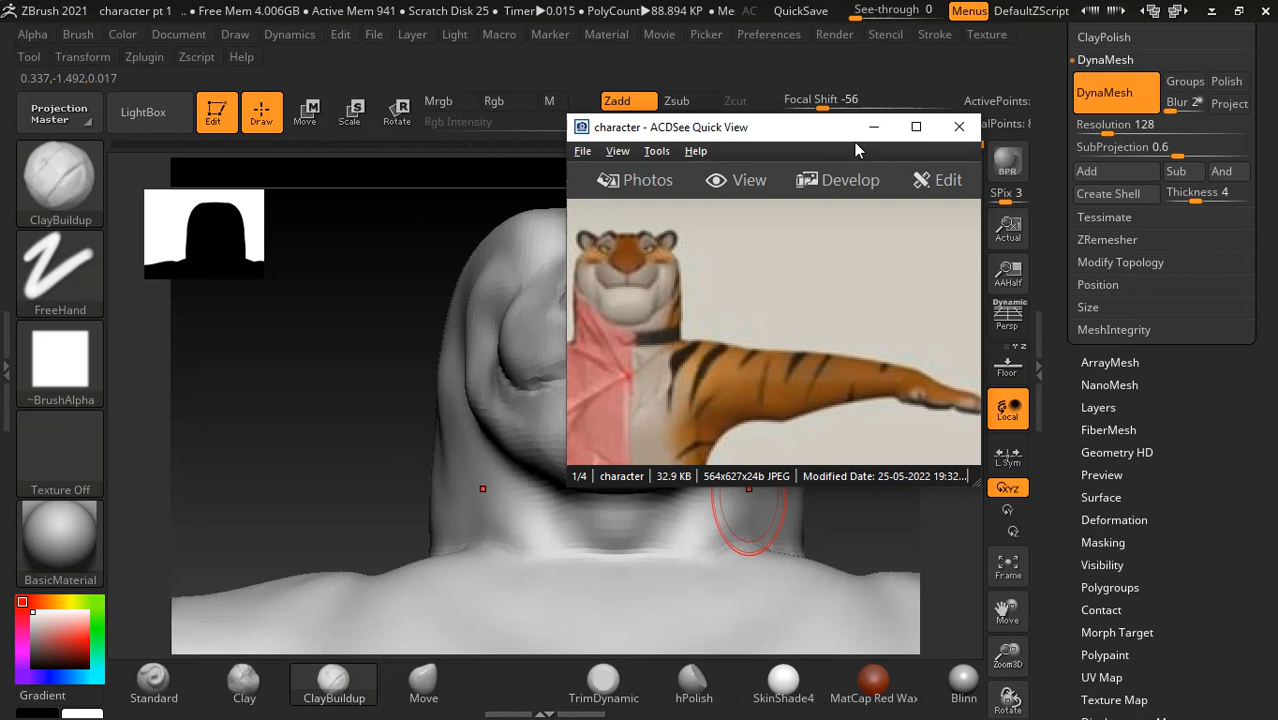 ZBrush 2021 character pt 1 • Free Mem 4.006GB • Active Mem 941 • Scratch Disk 25 • Timer▶0.015 • PolyCount▶88.894 KP • Me AC QuickSave See-through 0 Menus DefaultZScript
Alpha Brush Color Document Draw Dynamics Edit File Layer Light Macro Marker Material Movie Picker Preferences Render Stencil Stroke Texture
Tool Transform Zplugin Zscript Help
0.337,-1.492,0.017
Projection Master
LightBox
Edit
Draw
Move
Scale
Rotate
Mrgb Rgb M
Rgb Intensity
Zadd Zsub Zcut
Focal Shift -56
ActivePoints:
character - ACDSee Quick View
File View Tools Help
Photos View Develop Edit
1/4 character 32.9 KB 564x627x24b JPEG Modified Date: 25-05-2022 19:32...
ClayBuildup
FreeHand
~BrushAlpha
Texture Off
BasicMaterial
Gradient
Standard Clay ClayBuildup Move TrimDynamic hPolish SkinShade4 MatCap Red Wax Blinn
BPR
SPix 3
Actual
AAHalf
Dynamic
Persp
Floor
Local
L.Sym
XYZ
Y
Z
Frame
Move
Zoom3D
Rotate
ClayPolish
DynaMesh
DynaMesh
Groups Polish
Blur 2 Project
Resolution 128
SubProjection 0.6
Add Sub And
Create Shell Thickness 4
Tessimate
ZRemesher
Modify Topology
Position
Size
MeshIntegrity
ArrayMesh
NanoMesh
Layers
FiberMesh
Geometry HD
Preview
Surface
Deformation
Masking
Visibility
Polygroups
Contact
Morph Target
Polypaint
UV Map
Texture Map